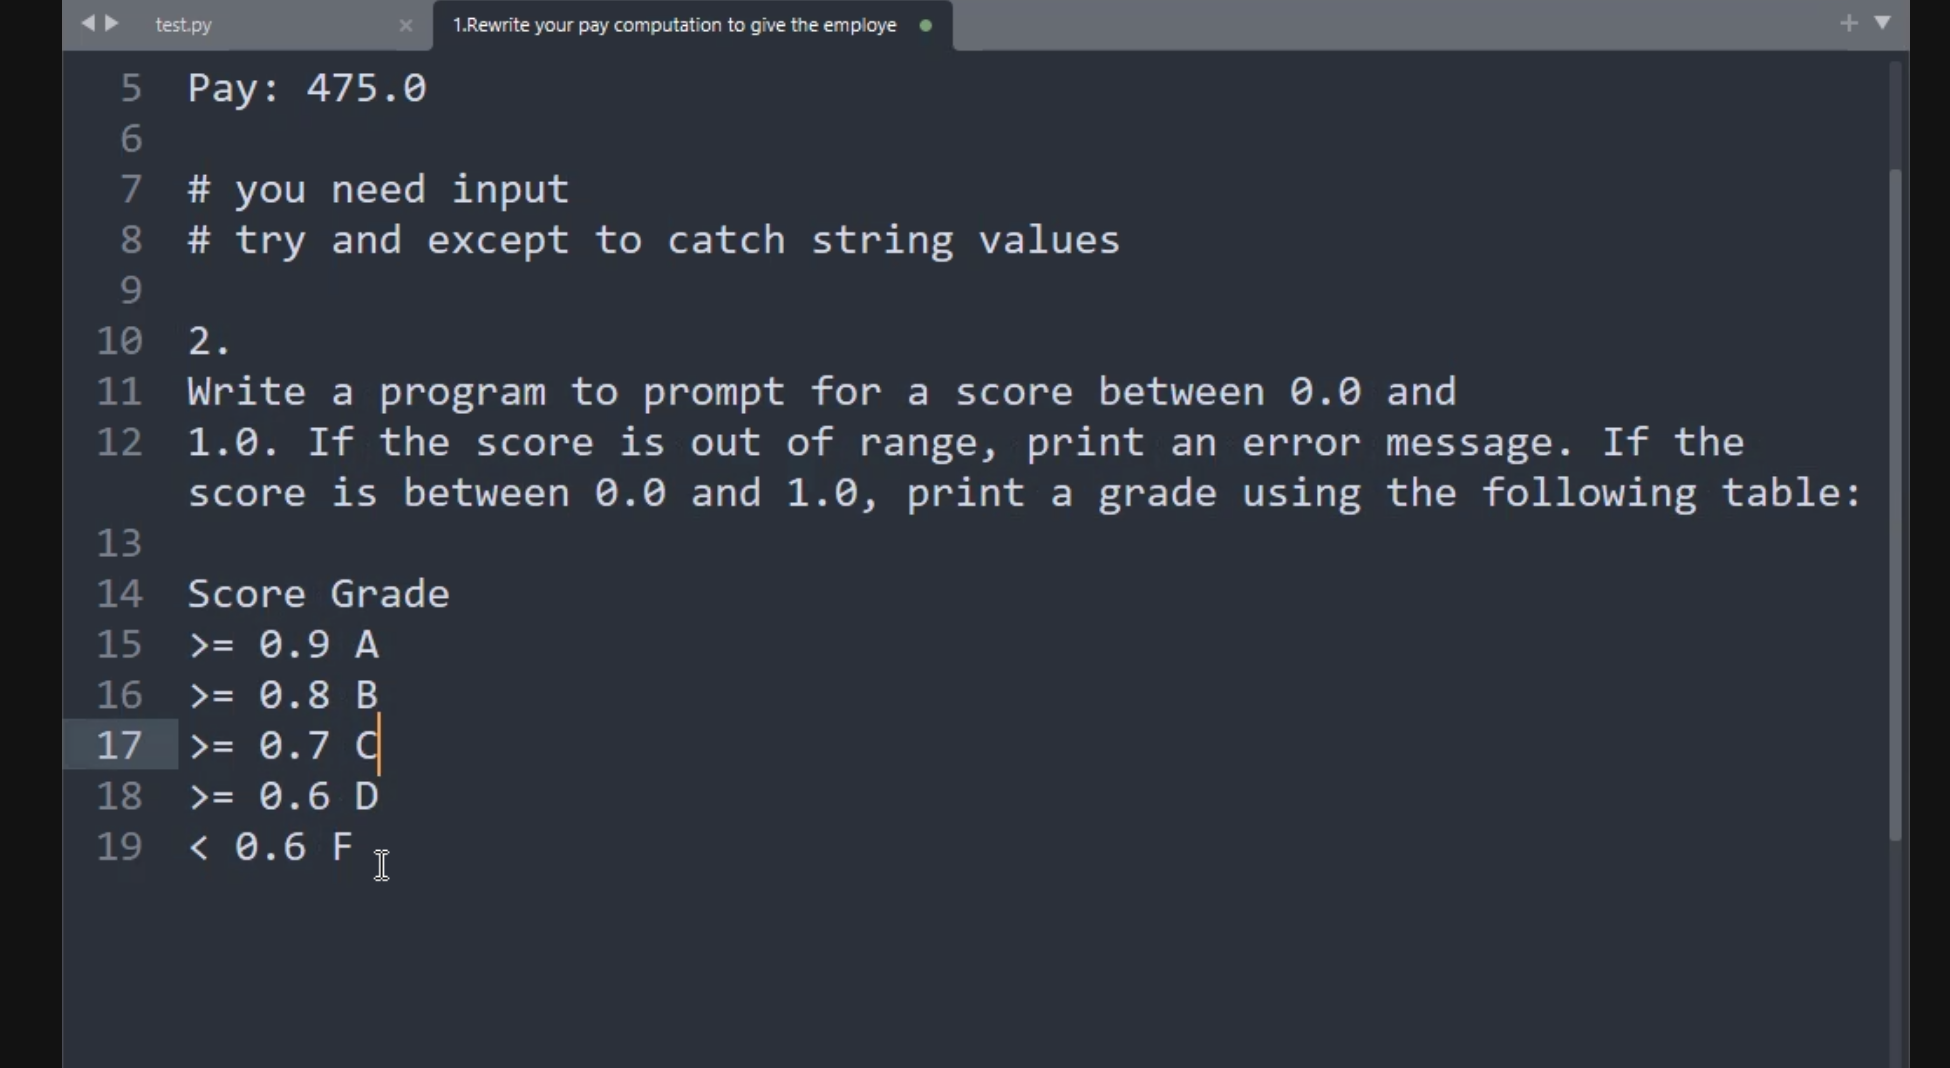 test.py
1.Rewrite your pay computation to give the employe
5 Pay: 475.0
6
7 # you need input
8 # try and except to catch string values
9
10 2.
11 Write a program to prompt for a score between 0.0 and
12 1.0. If the score is out of range, print an error message. If the
score is between 0.0 and 1.0, print a grade using the following table:
13
14 Score Grade
15 >= 0.9 A
16 >= 0.8 B
17 >= 0.7 C
18 >= 0.6 D
19 < 0.6 F